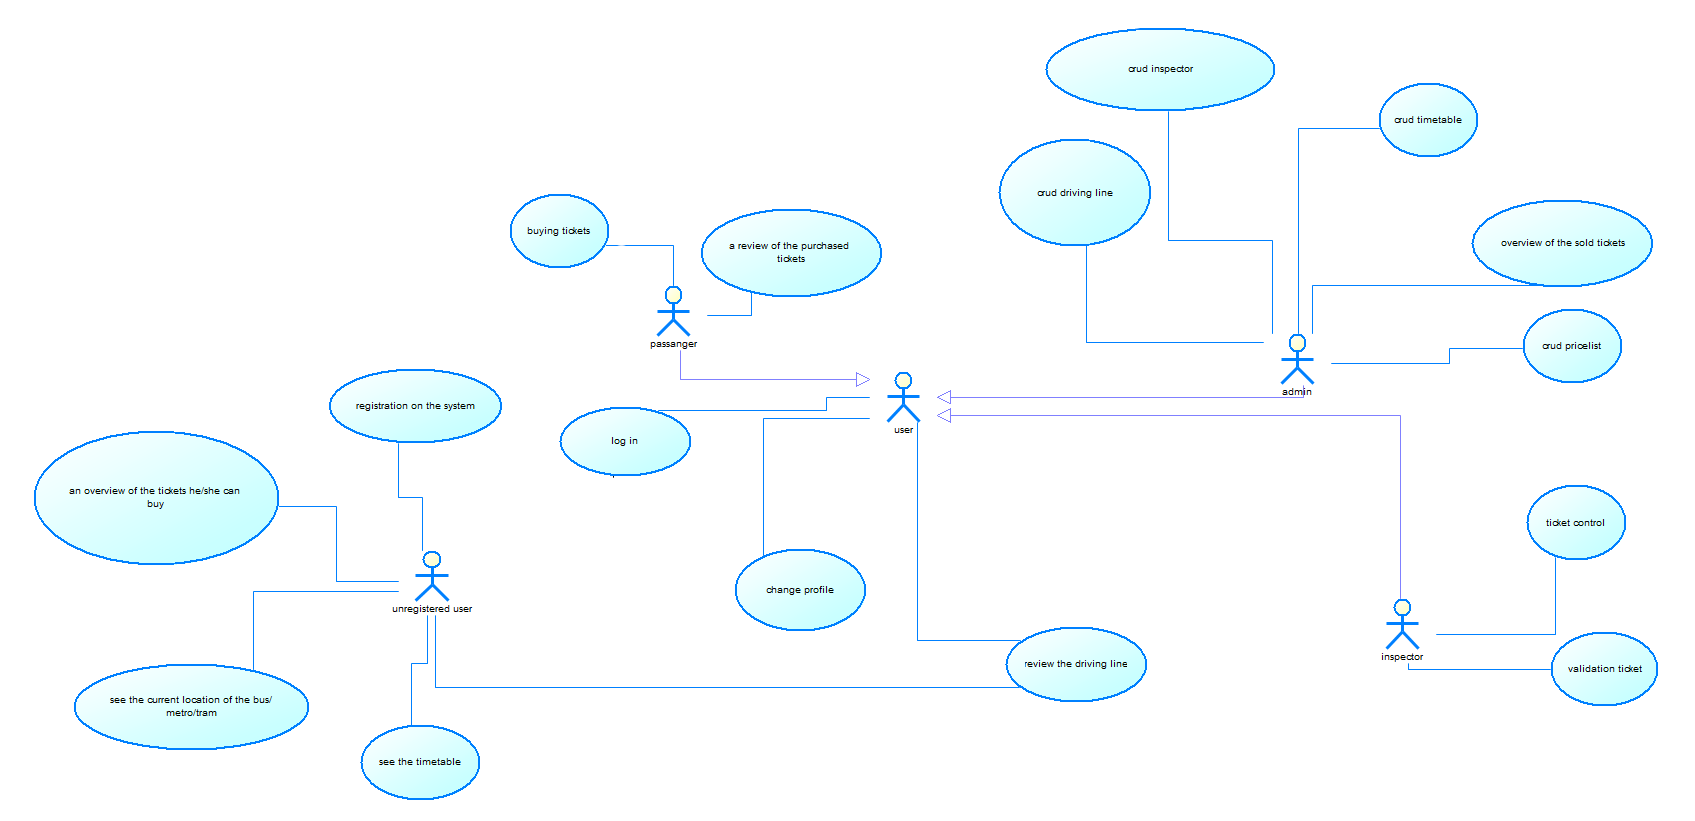 crud inspector
crud timetable
crud driving line
buying tickets
a review of the purchased
tickets
overview of the sold tickets
passanger
crud pricelist
admin
registration on the system
user
log in
an overview of the tickets he/she can
buy
ticket control
change profile
unregistered user
inspector
review the driving line
validation ticket
see the current location of the bus/
metro/tram
see the timetable